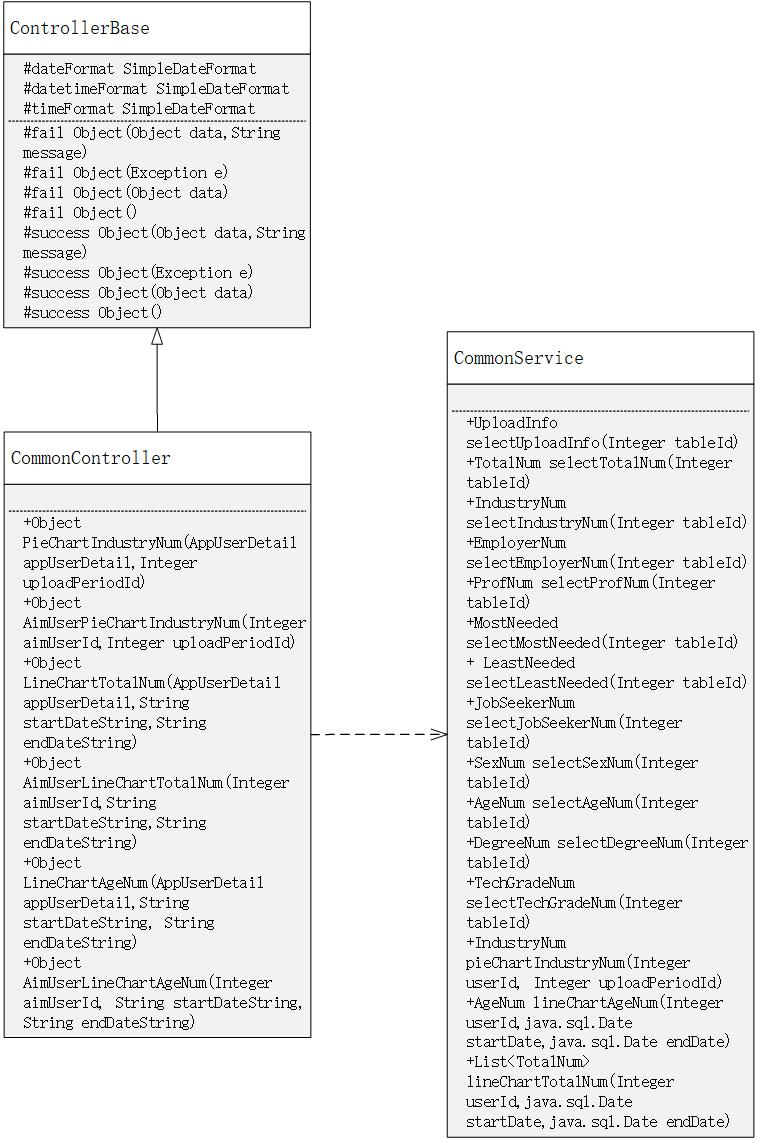 ControllerBase
#dateFormat SimpleDateFormat
#datetimeFormat SimpleDateFormat
#timeFormat SimpleDateFormat
#fail Object(Object data,String
message)
#fail Object(Exception e)
#fail Object(Object data)
#fail Object()
#success Object(Object data,String
message)
#success Object(Exception e)
#success Object(Object data)
#success Object()
CommonController
+Object
PieChartIndustryNum(AppUserDetail
appUserDetail,Integer
uploadPeriodId)
+Object
AimUserPieChartIndustryNum(Integer
aimUserId,Integer uploadPeriodId)
+Object
LineChartTotalNum(AppUserDetail
appUserDetail,String
startDateString,String
endDateString)
+Object
AimUserLineChartTotalNum(Integer
aimUserId,String
startDateString,String
endDateString)
+Object
LineChartAgeNum(AppUserDetail
appUserDetail,String
startDateString, String
endDateString)
+Object
AimUserLineChartAgeNum(Integer
aimUserId, String startDateString,
String endDateString)
CommonService
+UploadInfo
selectUploadInfo(Integer tableId)
+TotalNum selectTotalNum(Integer
tableId)
+IndustryNum
selectIndustryNum(Integer tableId)
+EmployerNum
selectEmployerNum(Integer tableId)
+ProfNum selectProfNum(Integer
tableId)
+MostNeeded
selectMostNeeded(Integer tableId)
+ LeastNeeded
selectLeastNeeded(Integer tableId)
+JobSeekerNum
selectJobSeekerNum(Integer
tableId)
+SexNum selectSexNum(Integer
tableId)
+AgeNum selectAgeNum(Integer
tableId)
+DegreeNum selectDegreeNum(Integer
tableId)
+TechGradeNum
selectTechGradeNum(Integer
tableId)
+IndustryNum
pieChartIndustryNum(Integer
userId, Integer uploadPeriodId)
+AgeNum lineChartAgeNum(Integer
userId,java.sql.Date
startDate,java.sql.Date endDate)
+List<TotalNum>
lineChartTotalNum(Integer
userId,java.sql.Date
startDate,java.sql.Date endDate)